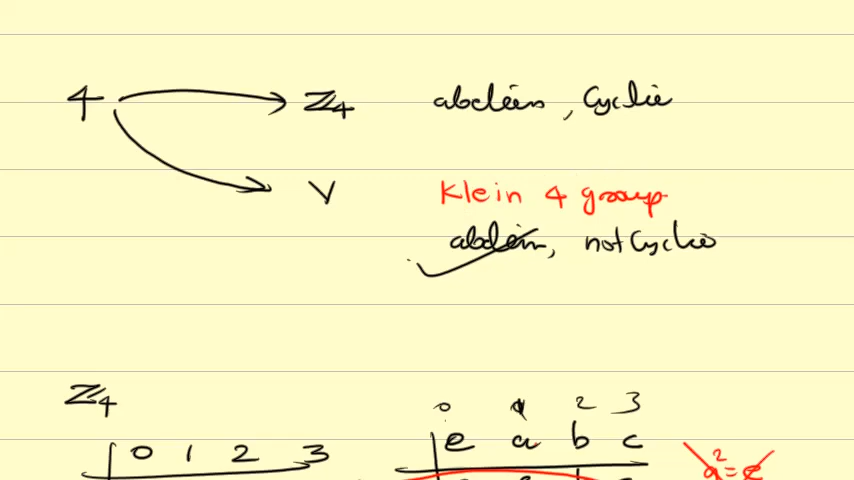 4 → ℤ4 abelian, Cyclic
V Klein 4 group
abelian, not Cyclic
ℤ4
0 2 3
0 1 2 3 e a b c
a² = e